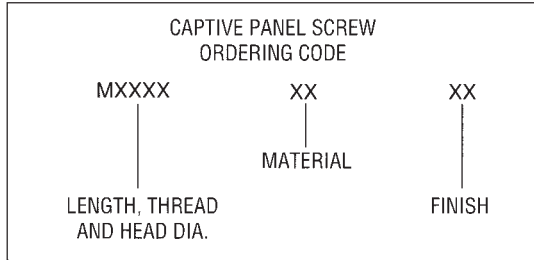 CAPTIVE PANEL SCREW
ORDERING CODE
MXXXX XX XX
MATERIAL
LENGTH, THREAD
AND HEAD DIA.
FINISH